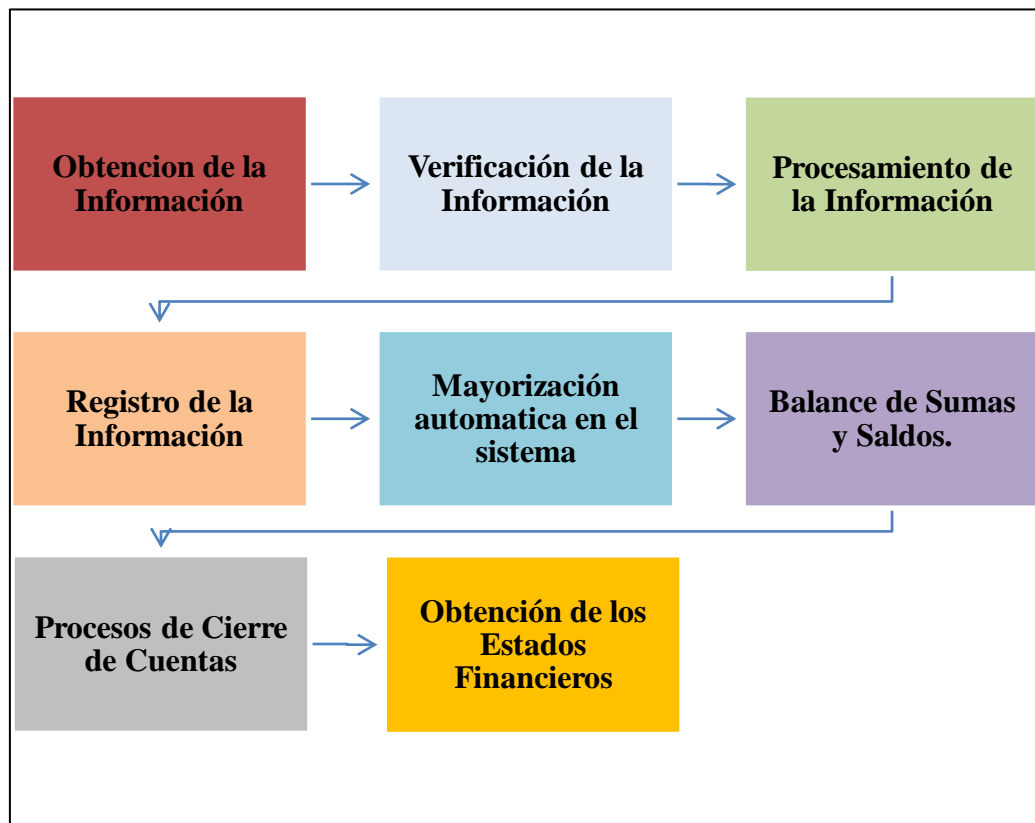 Obtencion de la
Información
Verificación de la
Información
Procesamiento de
la Información
Registro de la
Información
Mayorización
automatica en el
sistema
Balance de Sumas
y Saldos.
Procesos de Cierre
de Cuentas
Obtención de los
Estados
Financieros